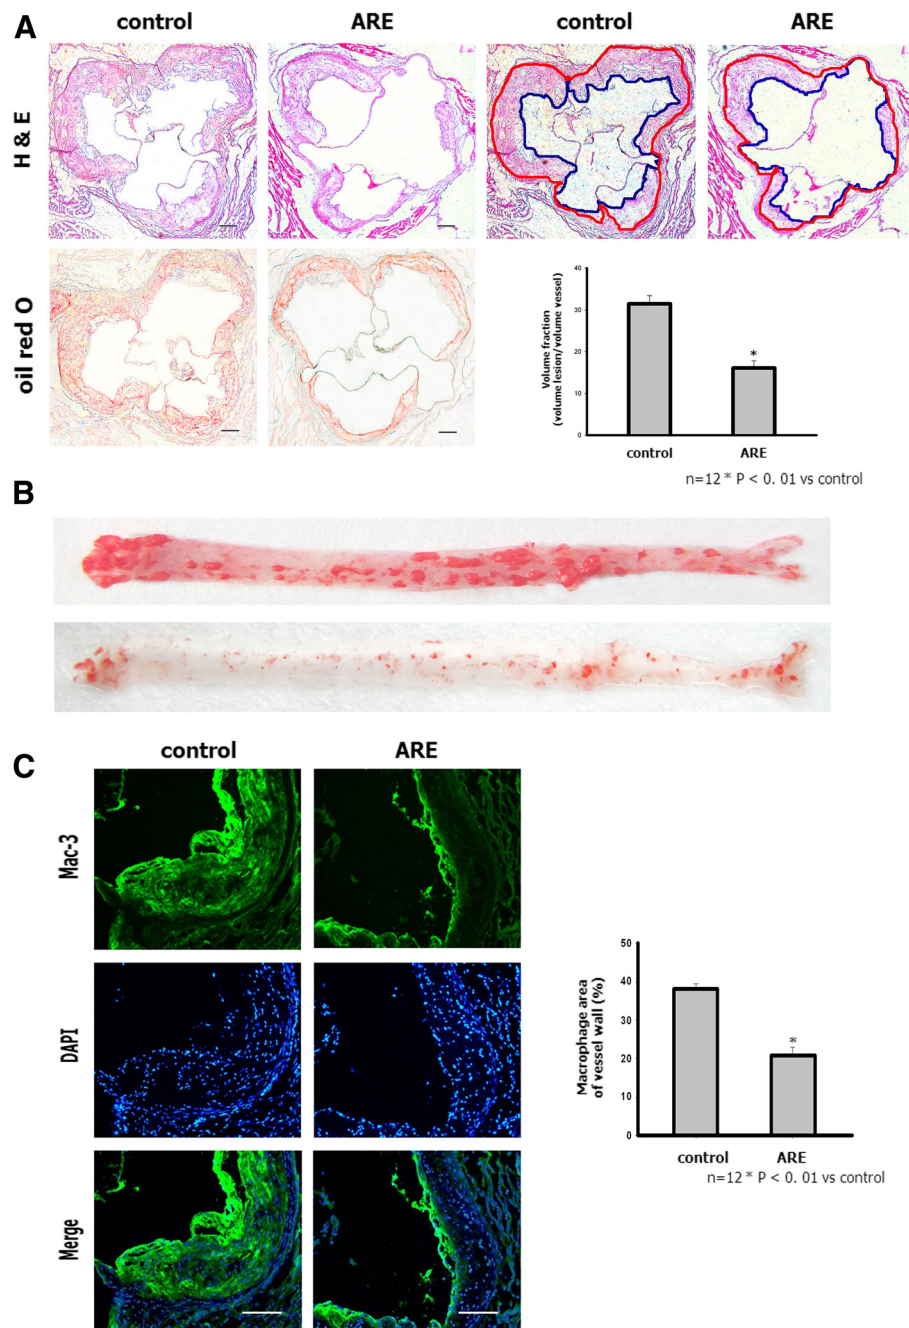 A
control
ARE
control
ARE
H & E
oil red O
40
30
20
10
0
Volume fraction
(volume lesion/volume vessel)
*
control
ARE
n=12 * P < 0. 01 vs control
B
C
control
ARE
Mac-3
DAPI
Merge
50
40
30
20
10
0
Macrophage area
of vessel wall (%)
*
control
ARE
n=12 * P < 0. 01 vs control